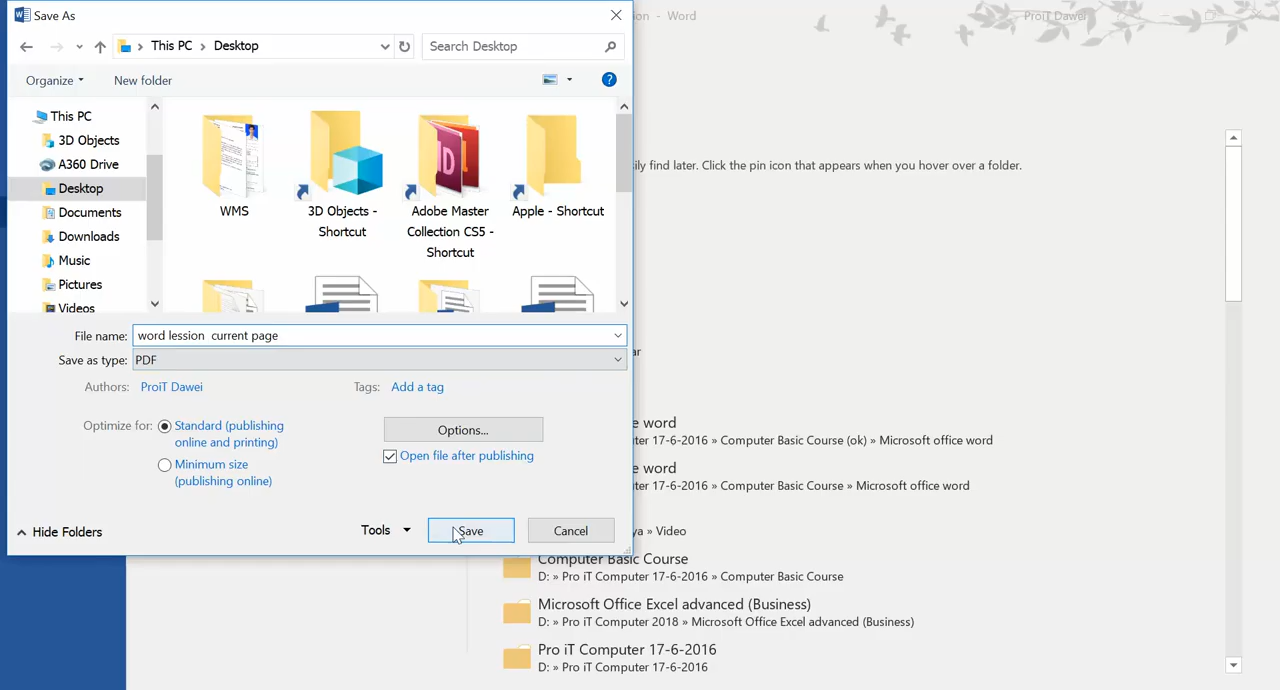 Save As
ion - Word
ProiT Dawei
This PC > Desktop
Search Desktop
Organize
New folder
This PC
3D Objects
A360 Drive
Desktop
Documents
Downloads
Music
Pictures
Videos
WMS
3D Objects -
Shortcut
Adobe Master
Collection CS5 -
Shortcut
Apple - Shortcut
ily find later. Click the pin icon that appears when you hover over a folder.
File name: word lession  current page
Save as type: PDF
ar
Authors: ProiT Dawei
Tags: Add a tag
Optimize for: Standard (publishing
online and printing)
Minimum size
(publishing online)
Options...
Open file after publishing
e word
ter 17-6-2016 » Computer Basic Course (ok) » Microsoft office word
e word
ter 17-6-2016 » Computer Basic Course » Microsoft office word
ya » Video
Hide Folders
Tools
Save
Cancel
Computer Basic Course
D: » Pro iT Computer 17-6-2016 » Computer Basic Course
Microsoft Office Excel advanced (Business)
D: » Pro iT Computer 2018 » Microsoft Office Excel advanced (Business)
Pro iT Computer 17-6-2016
D: » Pro iT Computer 17-6-2016